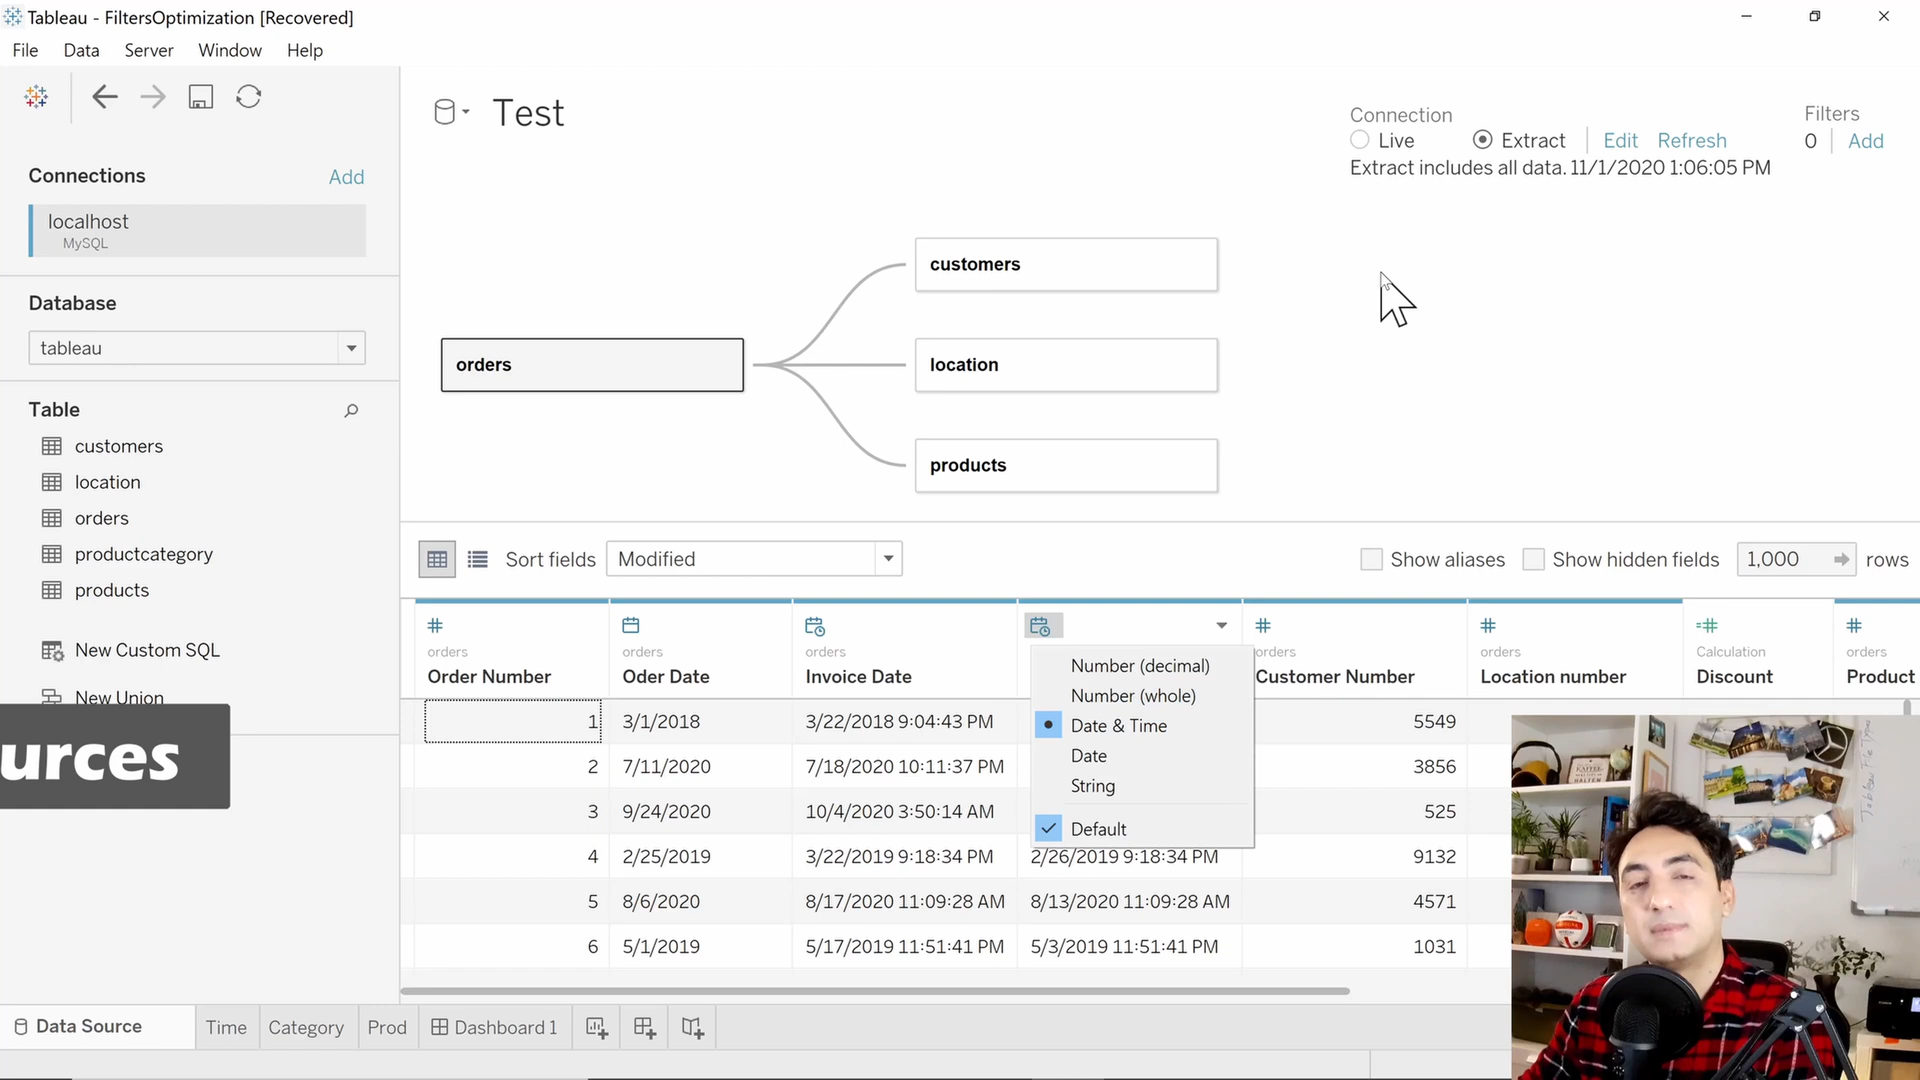 Tableau - FiltersOptimization [Recovered]
File Data Server Window Help
Test
Connection
Live Extract Edit Refresh
Extract includes all data. 11/1/2020 1:06:05 PM
Filters
0 Add
Connections Add
localhost
MySQL
Database
tableau
Table
customers
location
orders
productcategory
products
New Custom SQL
New Union
urces
orders
customers
location
products
Sort fields Modified
Show aliases Show hidden fields 1,000 rows
orders
Order Number
orders
Oder Date
orders
Invoice Date
orders
Customer Number
orders
Location number
Calculation
Discount
orders
Product
Number (decimal)
Number (whole)
Date & Time
Date
String
Default
1 3/1/2018 3/22/2018 9:04:43 PM 5549
2 7/11/2020 7/18/2020 10:11:37 PM 3856
3 9/24/2020 10/4/2020 3:50:14 AM 525
4 2/25/2019 3/22/2019 9:18:34 PM 2/26/2019 9:18:34 PM 9132
5 8/6/2020 8/17/2020 11:09:28 AM 8/13/2020 11:09:28 AM 4571
6 5/1/2019 5/17/2019 11:51:41 PM 5/3/2019 11:51:41 PM 1031
Data Source Time Category Prod Dashboard 1